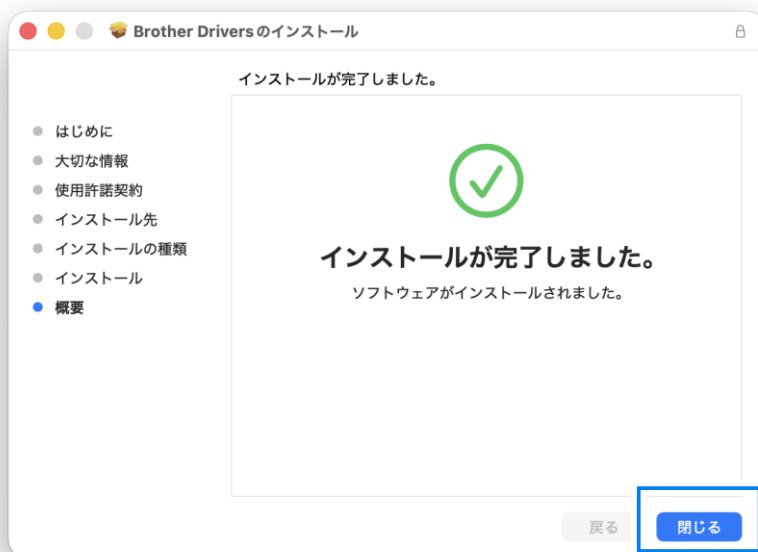 Brother Driversのインストール
インストールが完了しました。
はじめに
大切な情報
使用許諾契約
インストール先
インストールの種類
インストール
概要
インストールが完了しました。
ソフトウェアがインストールされました。
戻る
閉じる